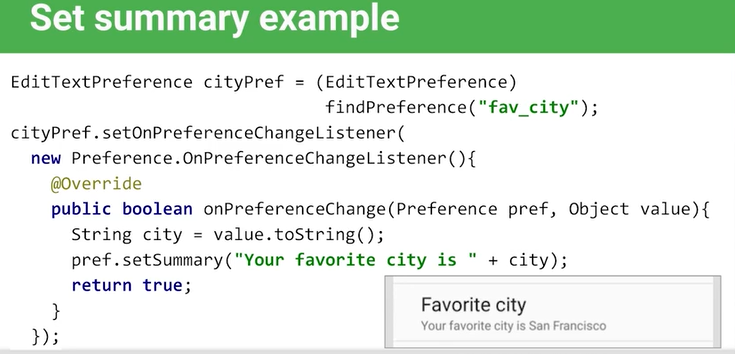 Set summary example
EditTextPreference cityPref = (EditTextPreference)
findPreference("fav_city");
cityPref.setOnPreferenceChangeListener(
new Preference.OnPreferenceChangeListener(){
@Override
public boolean onPreferenceChange(Preference pref, Object value){
String city = value.toString();
pref.setSummary("Your favorite city is " + city);
return true;
}
});
Favorite city
Your favorite city is San Francisco